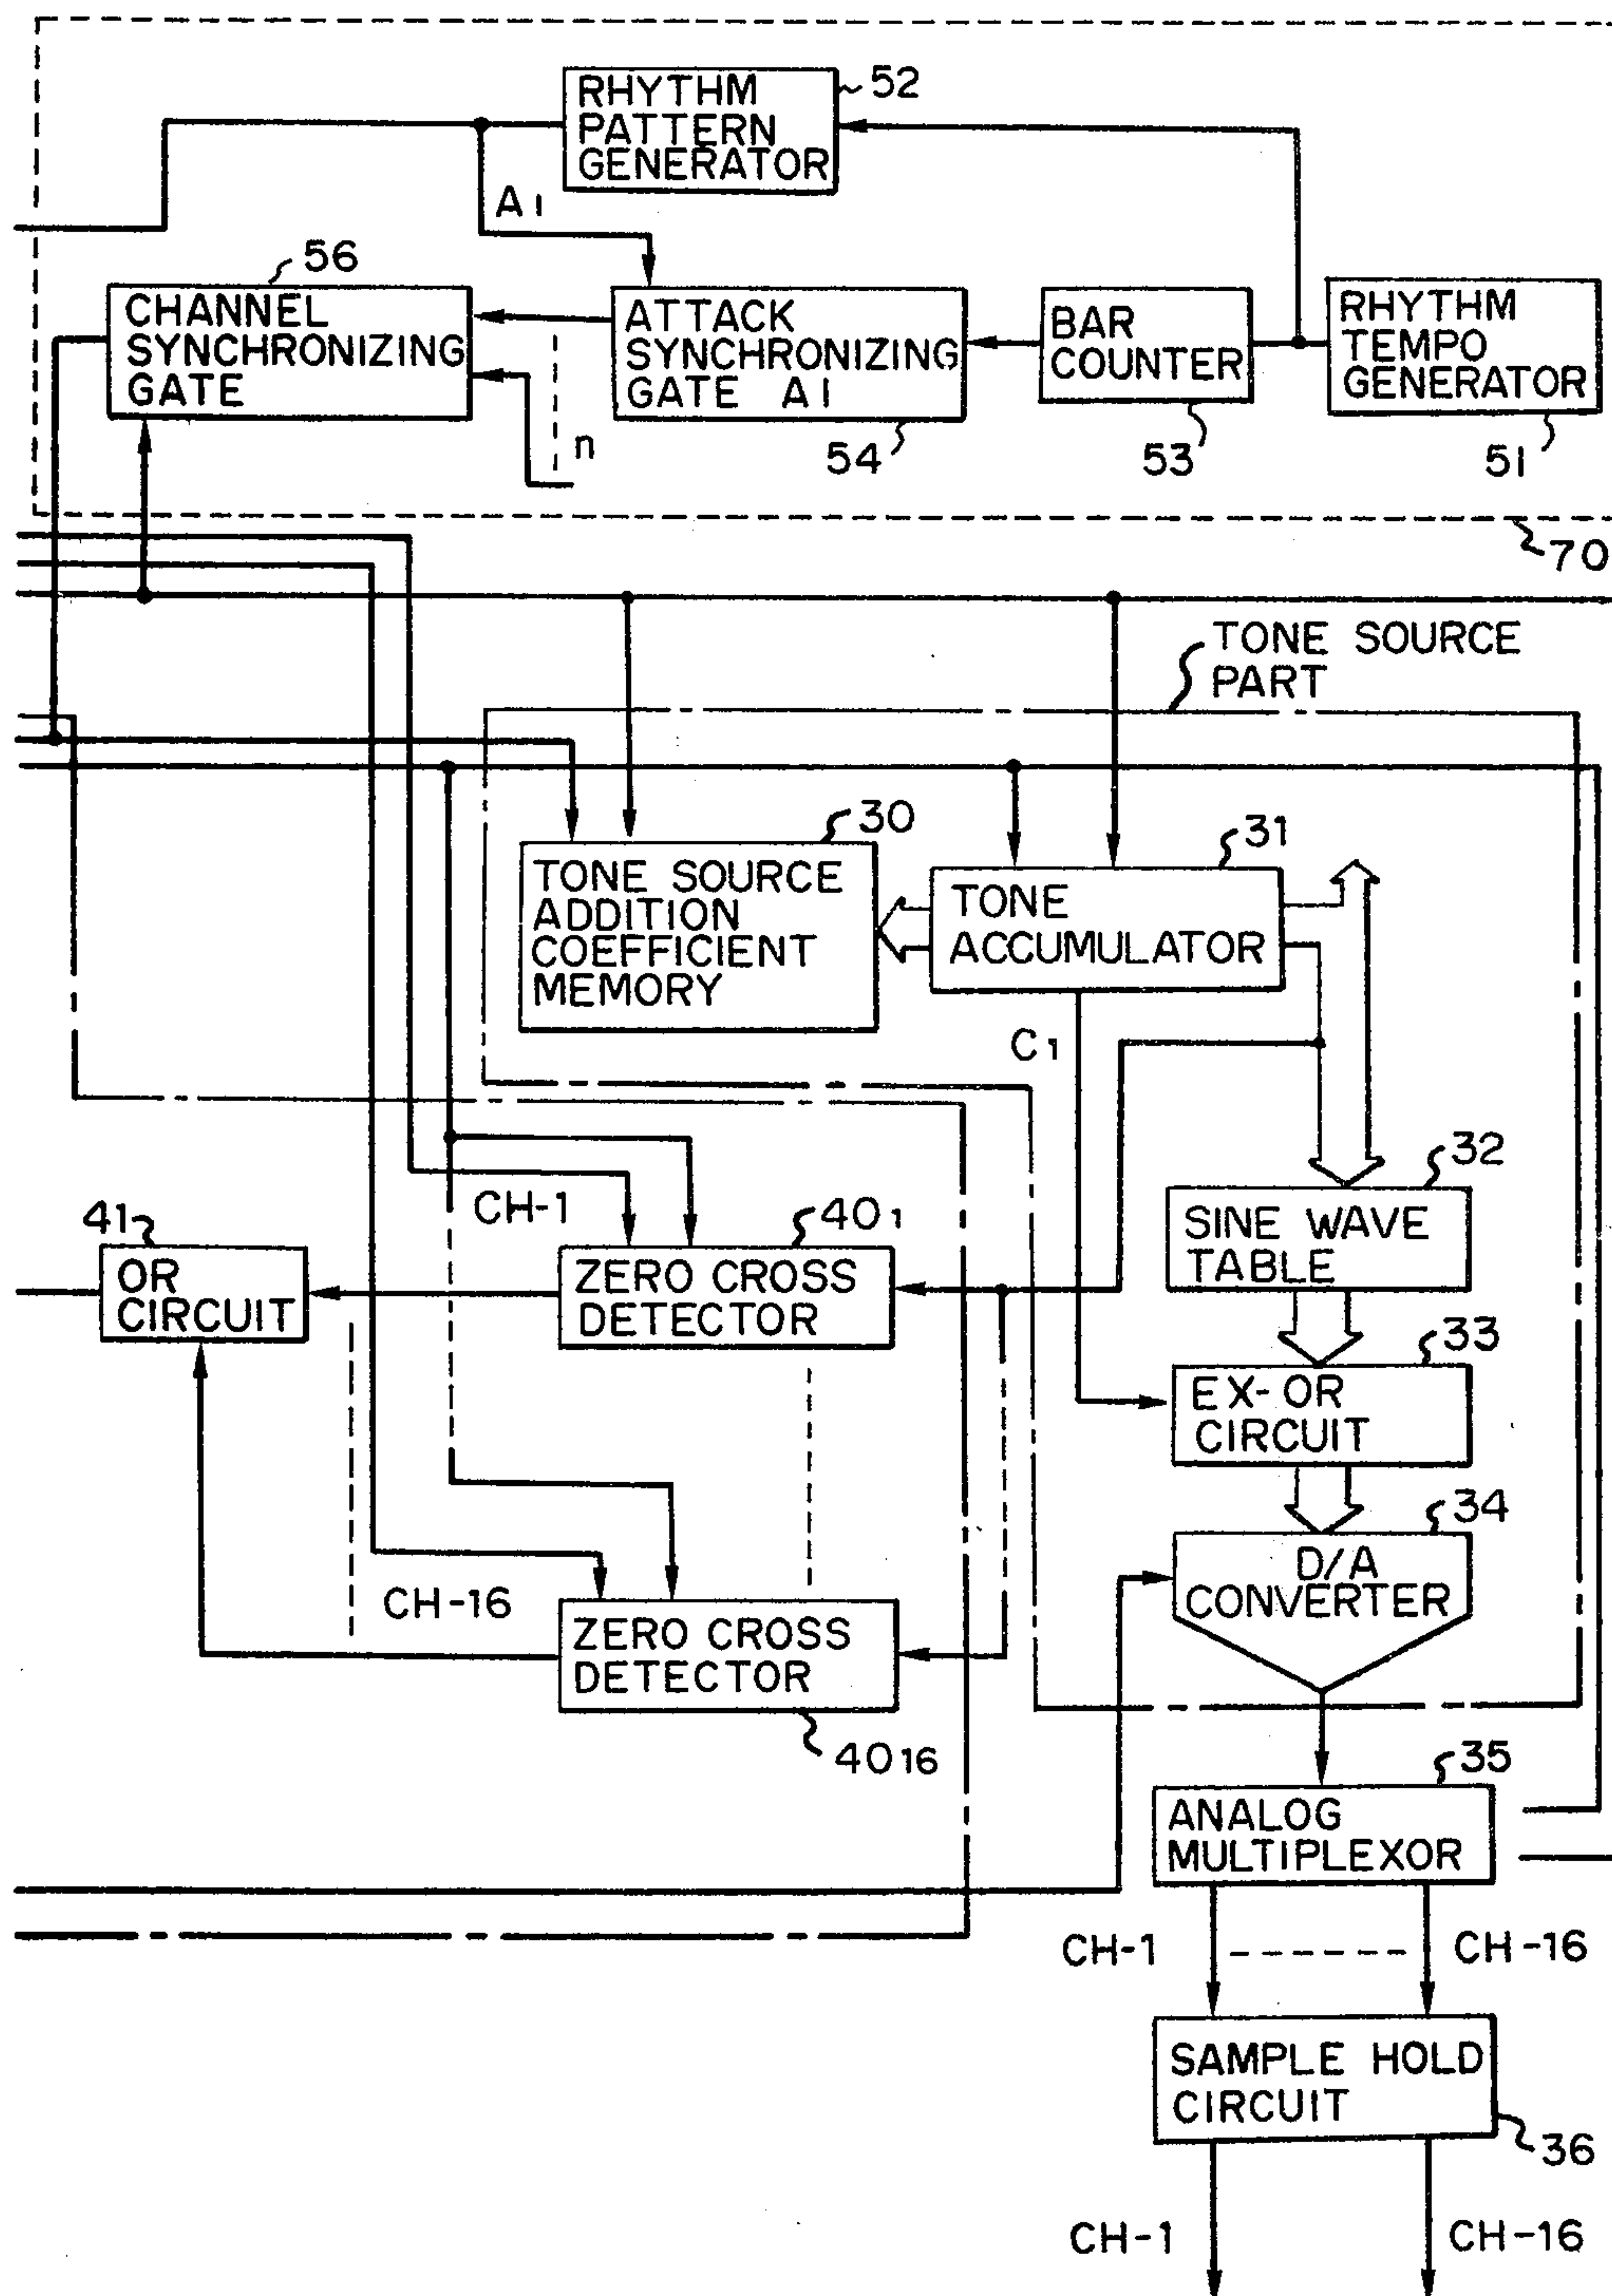 RHYTHM
PATTERN
GENERATOR
52
A1
56
CHANNEL
SYNCHRONIZING
GATE
n
ATTACK
SYNCHRONIZING
GATE A1
54
BAR
COUNTER
53
RHYTHM
TEMPO
GENERATOR
51
70
TONE SOURCE
PART
30
TONE SOURCE
ADDITION
COEFFICIENT
MEMORY
31
TONE
ACCUMULATOR
C1
32
SINE WAVE
TABLE
33
EX-OR
CIRCUIT
34
D/A
CONVERTER
41
OR
CIRCUIT
CH-1
401
ZERO CROSS
DETECTOR
CH-16
ZERO CROSS
DETECTOR
4016
35
ANALOG
MULTIPLEXOR
CH-1
CH-16
SAMPLE HOLD
CIRCUIT
36
CH-1
CH-16